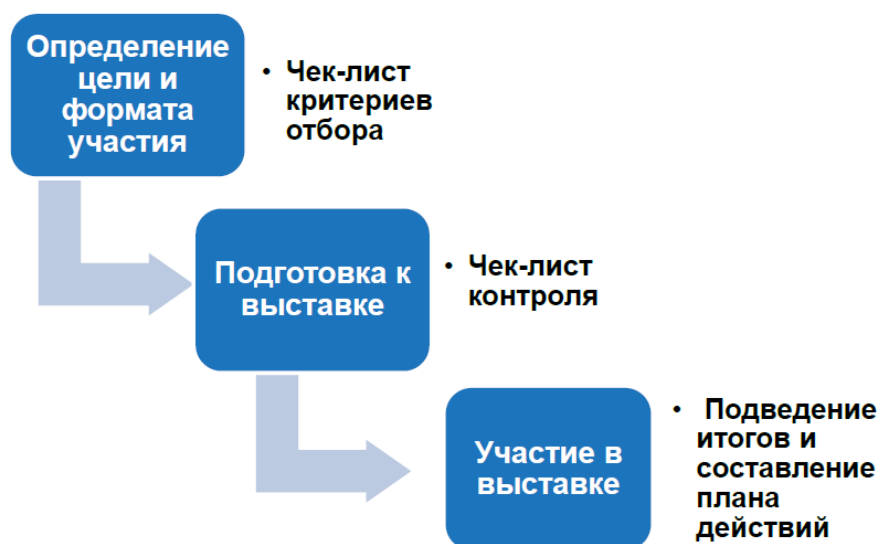 Определение
цели и
формата
участия
• Чек-лист
критериев
отбора
Подготовка к
выставке
• Чек-лист
контроля
Участие в
выставке
• Подведение
итогов и
составление
плана
действий